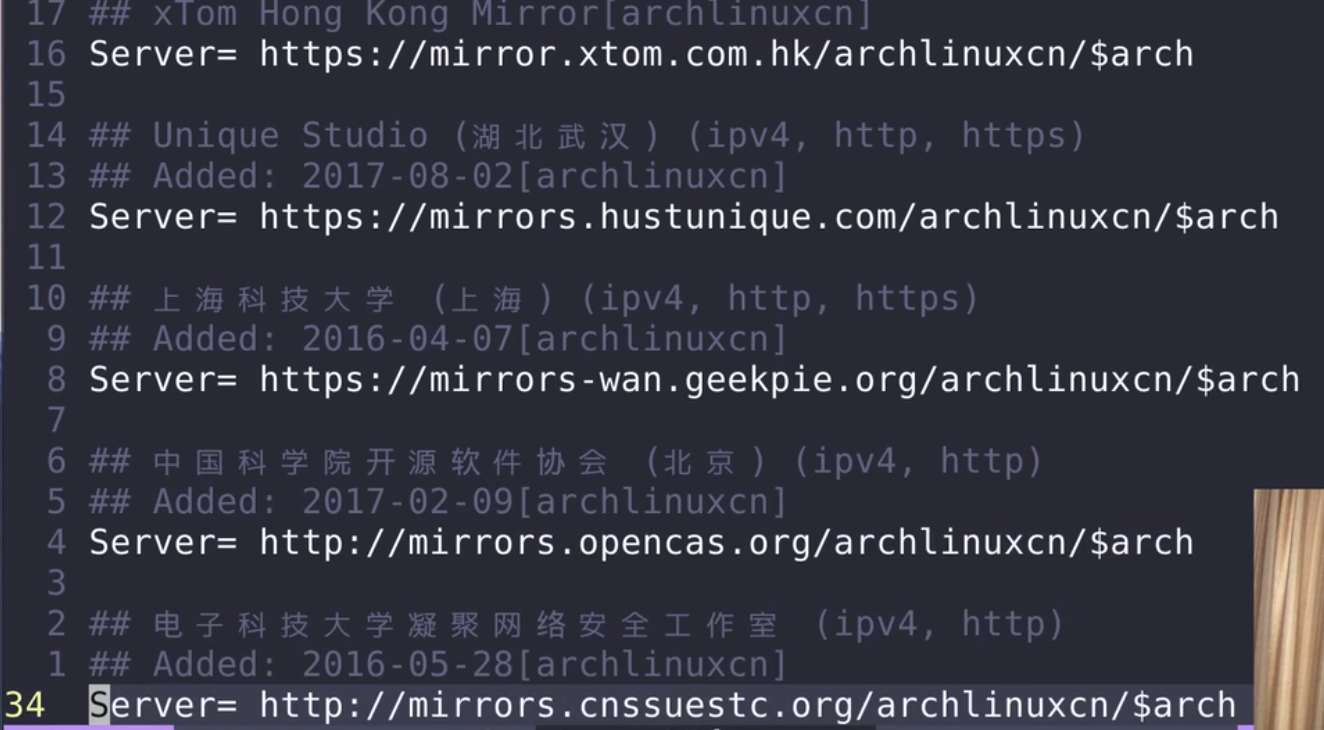 17 ## xTom Hong Kong Mirror[archlinuxcn]
16 Server= https://mirror.xtom.com.hk/archlinuxcn/$arch
15
14 ## Unique Studio (湖北武汉) (ipv4, http, https)
13 ## Added: 2017-08-02[archlinuxcn]
12 Server= https://mirrors.hustunique.com/archlinuxcn/$arch
11
10 ## 上海科技大学 (上海) (ipv4, http, https)
9 ## Added: 2016-04-07[archlinuxcn]
8 Server= https://mirrors-wan.geekpie.org/archlinuxcn/$arch
7
6 ## 中国科学院开源软件协会 (北京) (ipv4, http)
5 ## Added: 2017-02-09[archlinuxcn]
4 Server= http://mirrors.opencas.org/archlinuxcn/$arch
3
2 ## 电子科技大学凝聚网络安全工作室 (ipv4, http)
1 ## Added: 2016-05-28[archlinuxcn]
34 Server= http://mirrors.cnssuestc.org/archlinuxcn/$arch